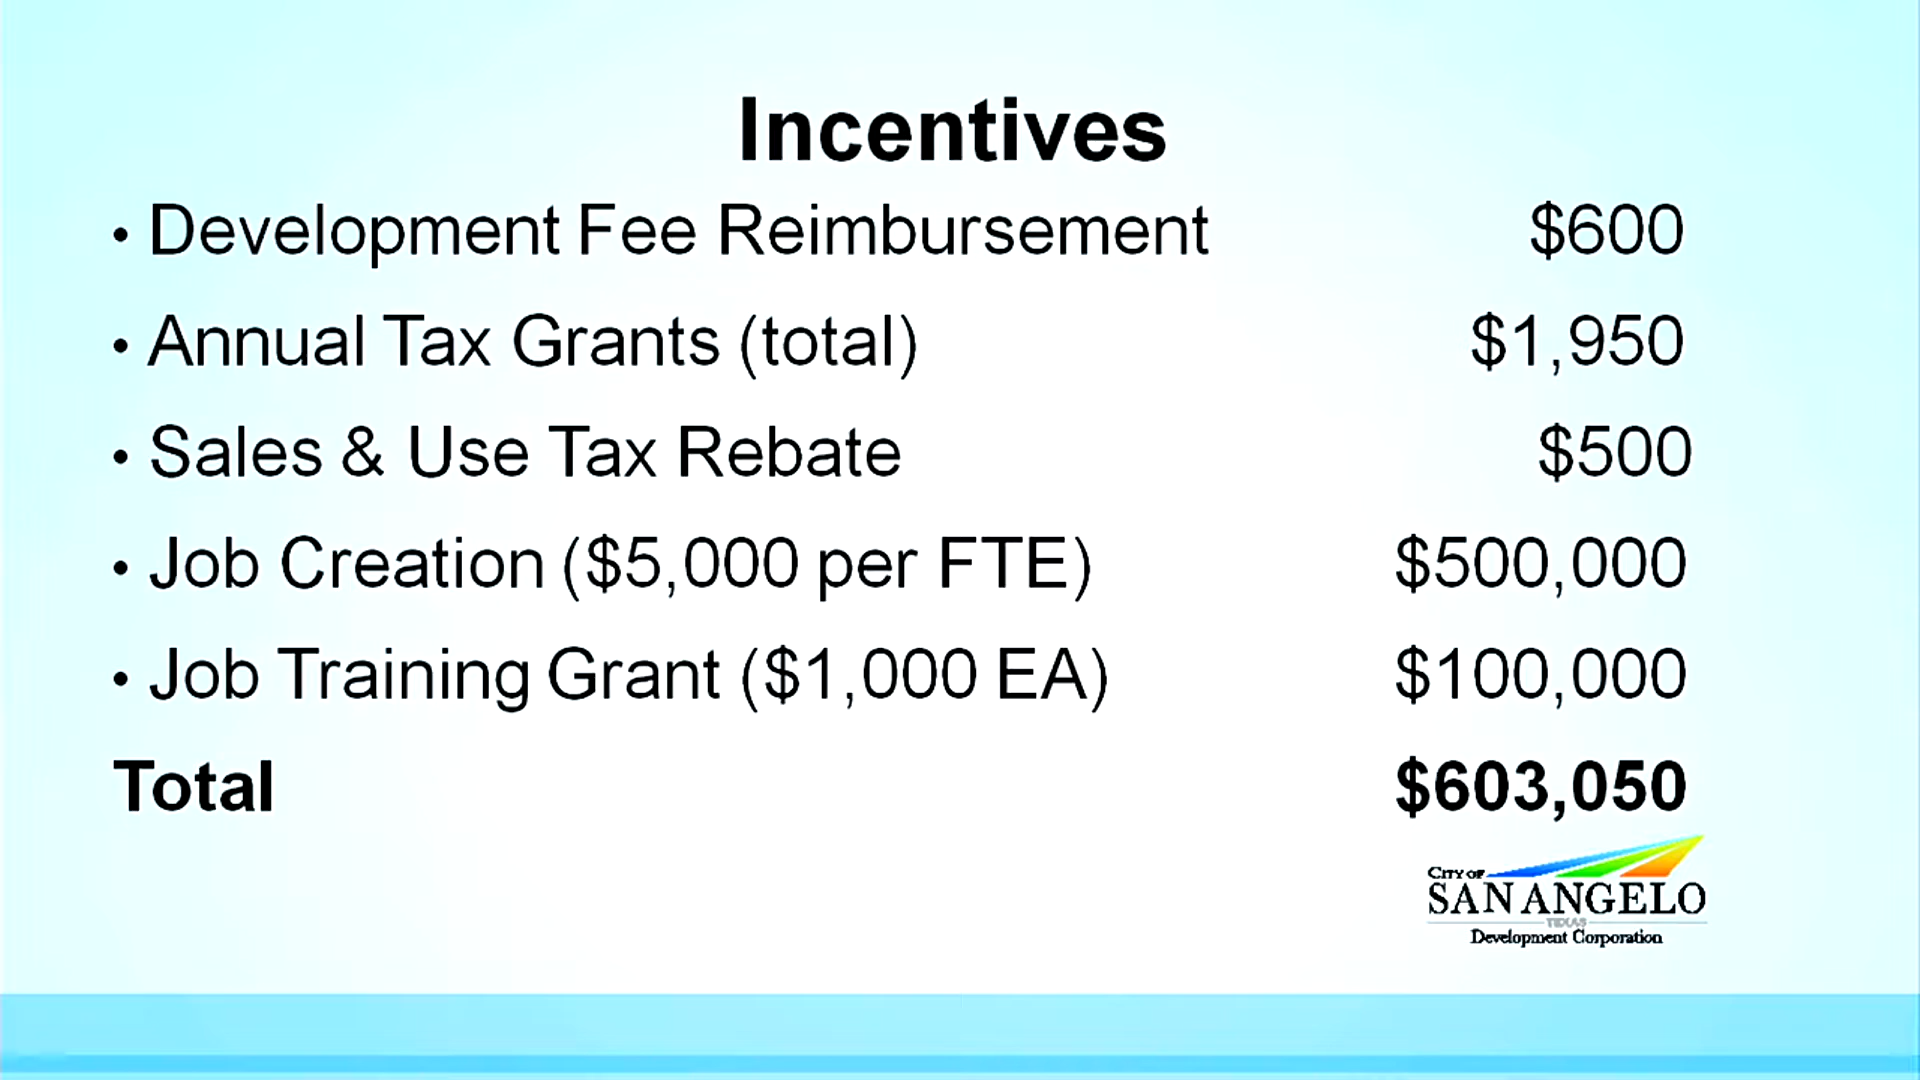 Incentives
• Development Fee Reimbursement $600
• Annual Tax Grants (total) $1,950
• Sales & Use Tax Rebate $500
• Job Creation ($5,000 per FTE) $500,000
• Job Training Grant ($1,000 EA) $100,000
Total $603,050
CITY OF
SAN ANGELO
TEXAS
Development Corporation